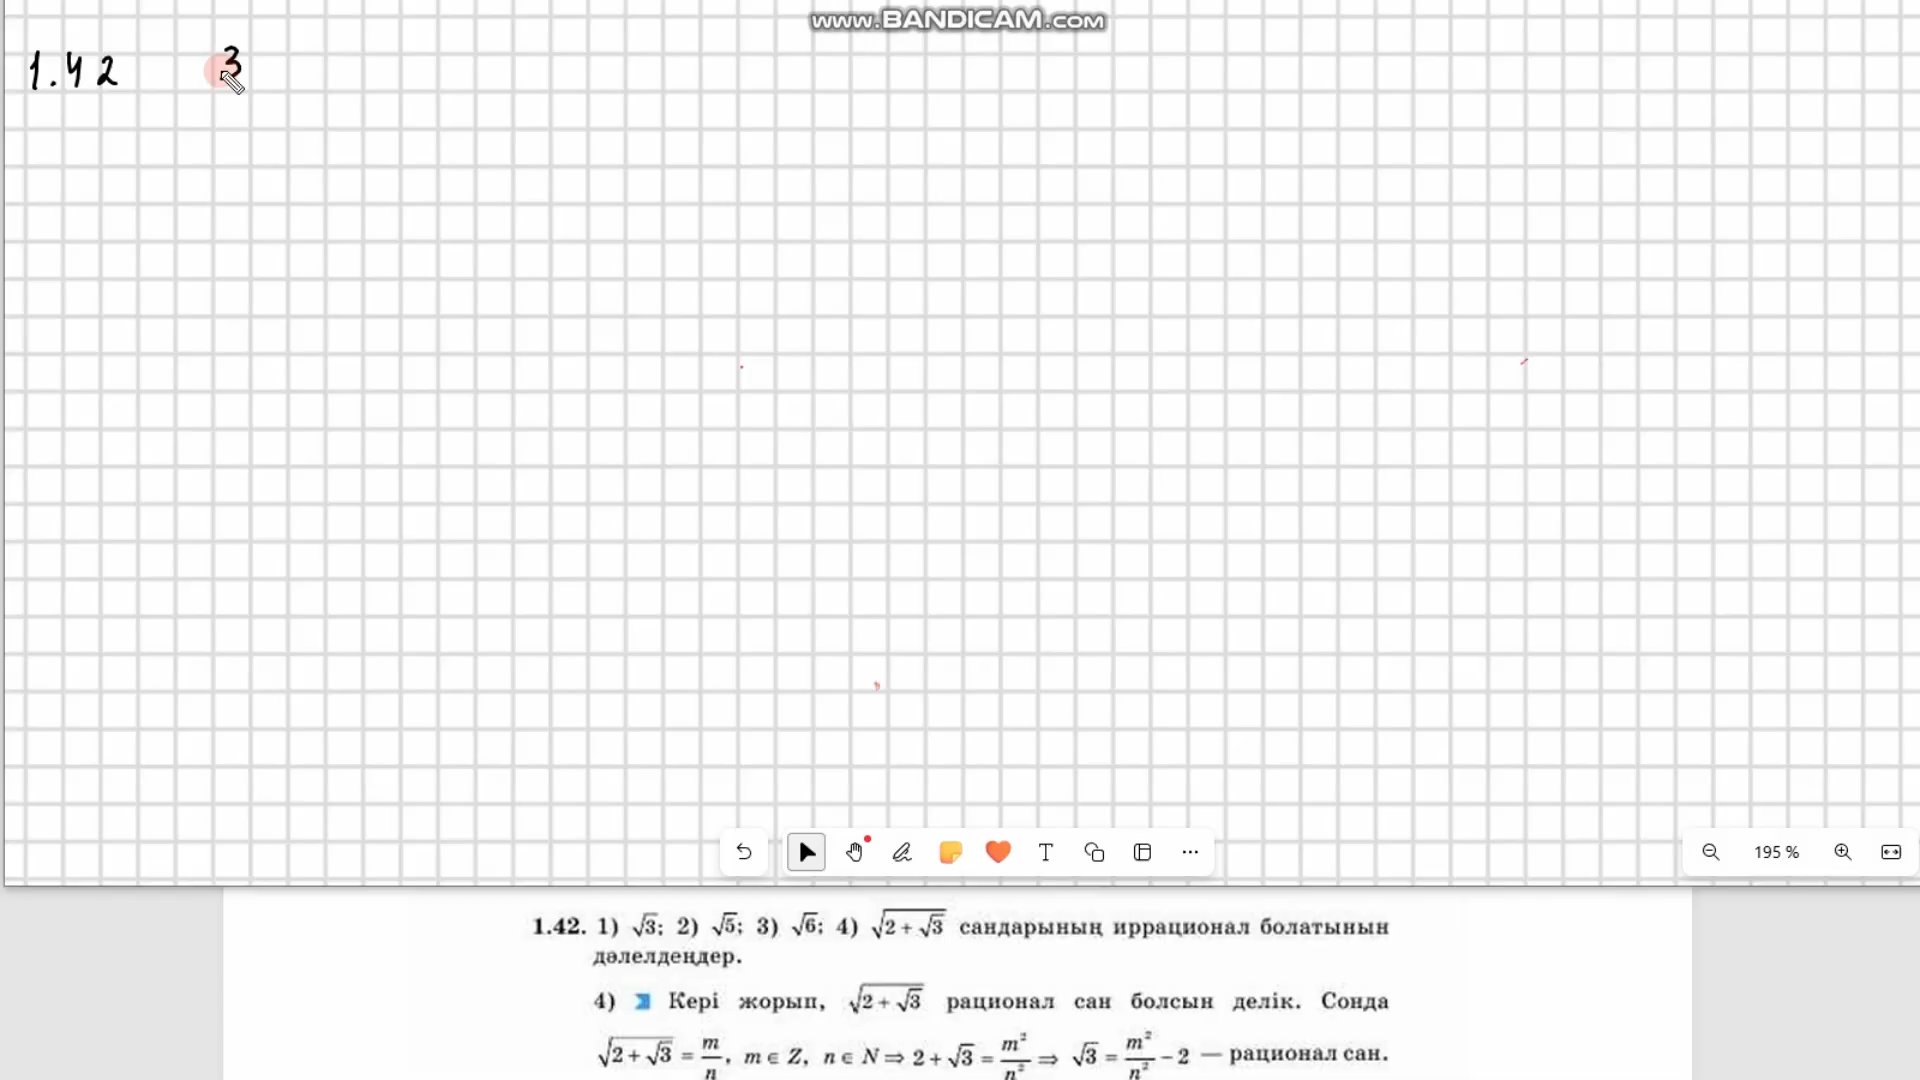 www.BANDICAM.com
1.42 3
195 %
1.42. 1) √3; 2) √5; 3) √6; 4) √(2 + √3) сандарының иррационал болатынын
дәлелдеңдер.
4) Кері жорып, √(2 + √3) рационал сан болсын делік. Сонда
√(2 + √3) = m/n, m ∈ Z, n ∈ N ⇒ 2 + √3 = m²/n² ⇒ √3 = m²/n² − 2 — рационал сан.